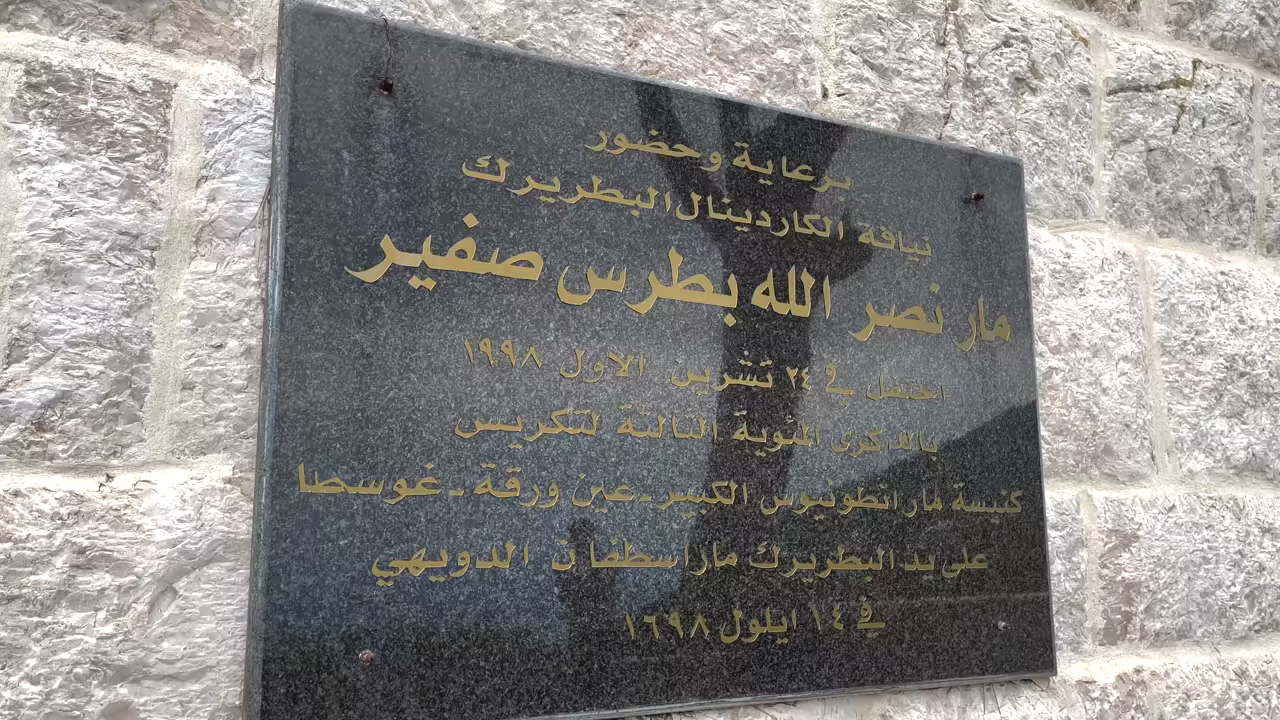 برعاية وحضور
نيافة الكاردينال البطريرك
مار نصر الله بطرس صفير
احتفل في ٢٤ تشرين الاول ١٩٩٨
بالذكرى المئوية الثالثة لتكريس
كنيسة مار انطونيوس الكبير - عين ورقة - غوسطا
على يد البطريرك مار اسطفان الدويهي
في ١٤ ايلول ١٦٩٨